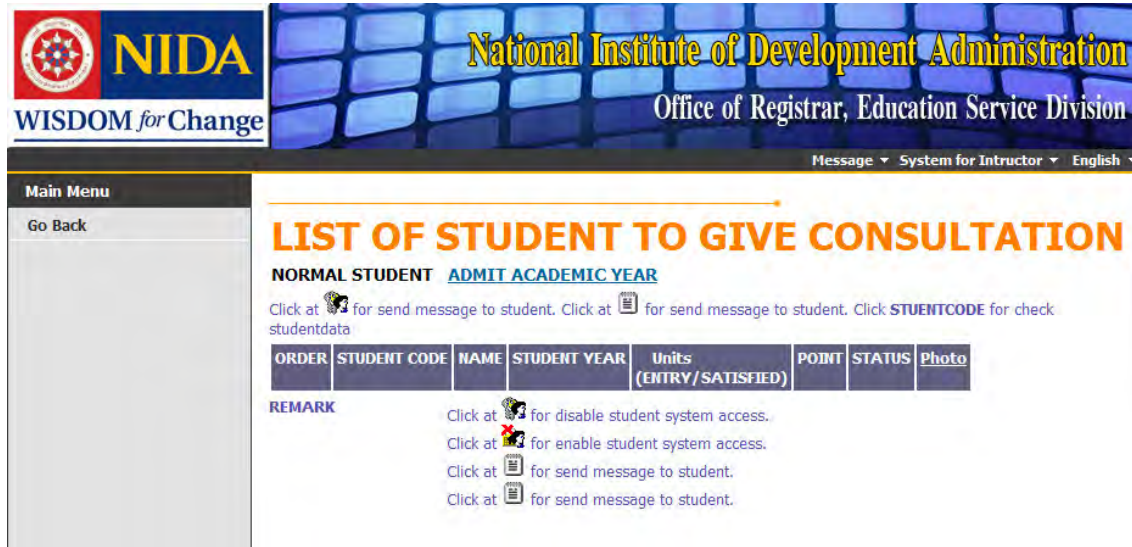 NIDA
WISDOM for Change
National Institute of Development Administration
Office of Registrar, Education Service Division
Message System for Intructor English
Main Menu
Go Back
LIST OF STUDENT TO GIVE CONSULTATION
NORMAL STUDENT ADMIT ACADEMIC YEAR
Click at for send message to student. Click at for send message to student. Click STUENTCODE for check
studentdata
ORDER STUDENT CODE NAME STUDENT YEAR Units POINT STATUS Photo
(ENTRY/SATISFIED)
REMARK Click at for disable student system access.
Click at for enable student system access.
Click at for send message to student.
Click at for send message to student.